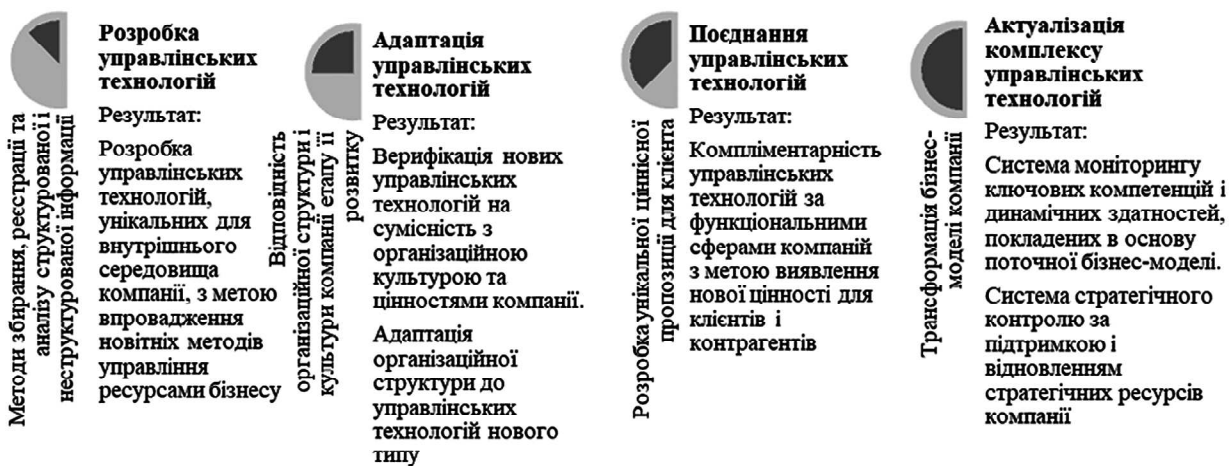 Методи збирання, реєстрації та
аналізу структурованої і
неструктурованої інформації
Розробка
управлінських
технологій
Результат:
Розробка
управлінських
технологій,
унікальних для
внутрішнього
середовища
компанії, з метою
впровадження
новітніх методів
управління
ресурсами бізнесу
Відповідність
організаційної структури і
культури компанії етапу її
розвитку
Адаптація
управлінських
технологій
Результат:
Верифікація нових
управлінських
технологій на
сумісність з
організаційною
культурою та
цінностями компанії.
Адаптація
організаційної
структури до
управлінських
технологій нового
типу
Розробка унікальної ціннісної
пропозиції для клієнта
Поєднання
управлінських
технологій
Результат:
Компліментарність
управлінських
технологій за
функціональними
сферами компаній
з метою виявлення
нової цінності для
клієнтів і
контрагентів
Трансформація бізнес-
моделі компанії
Актуалізація
комплексу
управлінських
технологій
Результат:
Система моніторингу
ключових компетенцій і
динамічних здатностей,
покладених в основу
поточної бізнес-моделі.
Система стратегічного
контролю за
підтримкою і
відновленням
стратегічних ресурсів
компанії